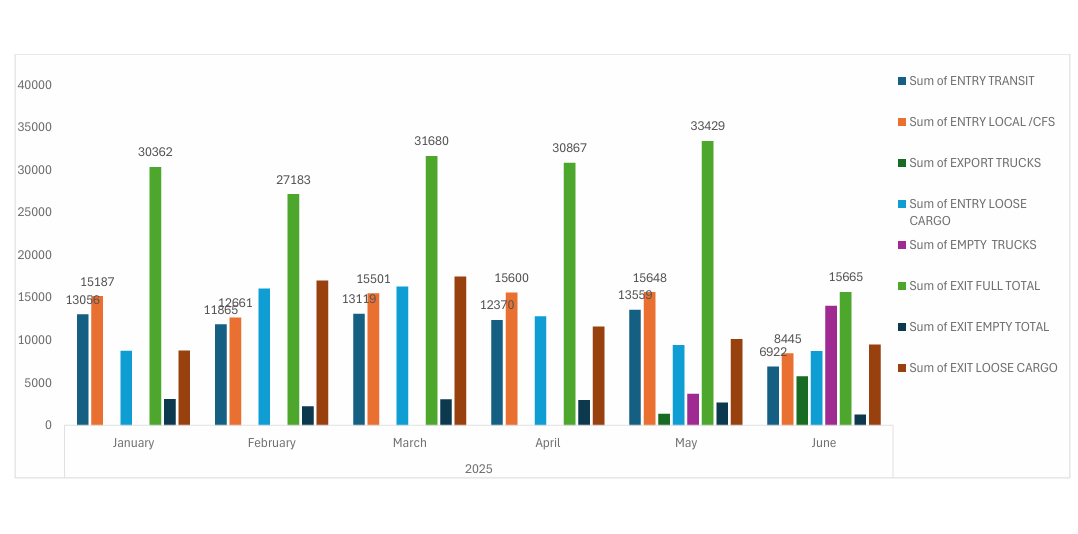 40000
35000
30000
25000
20000
15000
10000
5000
0
13056
15187
30362
11865
12661
27183
13119
15501
31680
12370
15600
30867
13559
15648
33429
6922
8445
15665
January
February
March
April
May
June
2025
Sum of ENTRY TRANSIT
Sum of ENTRY LOCAL /CFS
Sum of EXPORT TRUCKS
Sum of ENTRY LOOSE
CARGO
Sum of EMPTY  TRUCKS
Sum of EXIT FULL TOTAL
Sum of EXIT EMPTY TOTAL
Sum of EXIT LOOSE CARGO